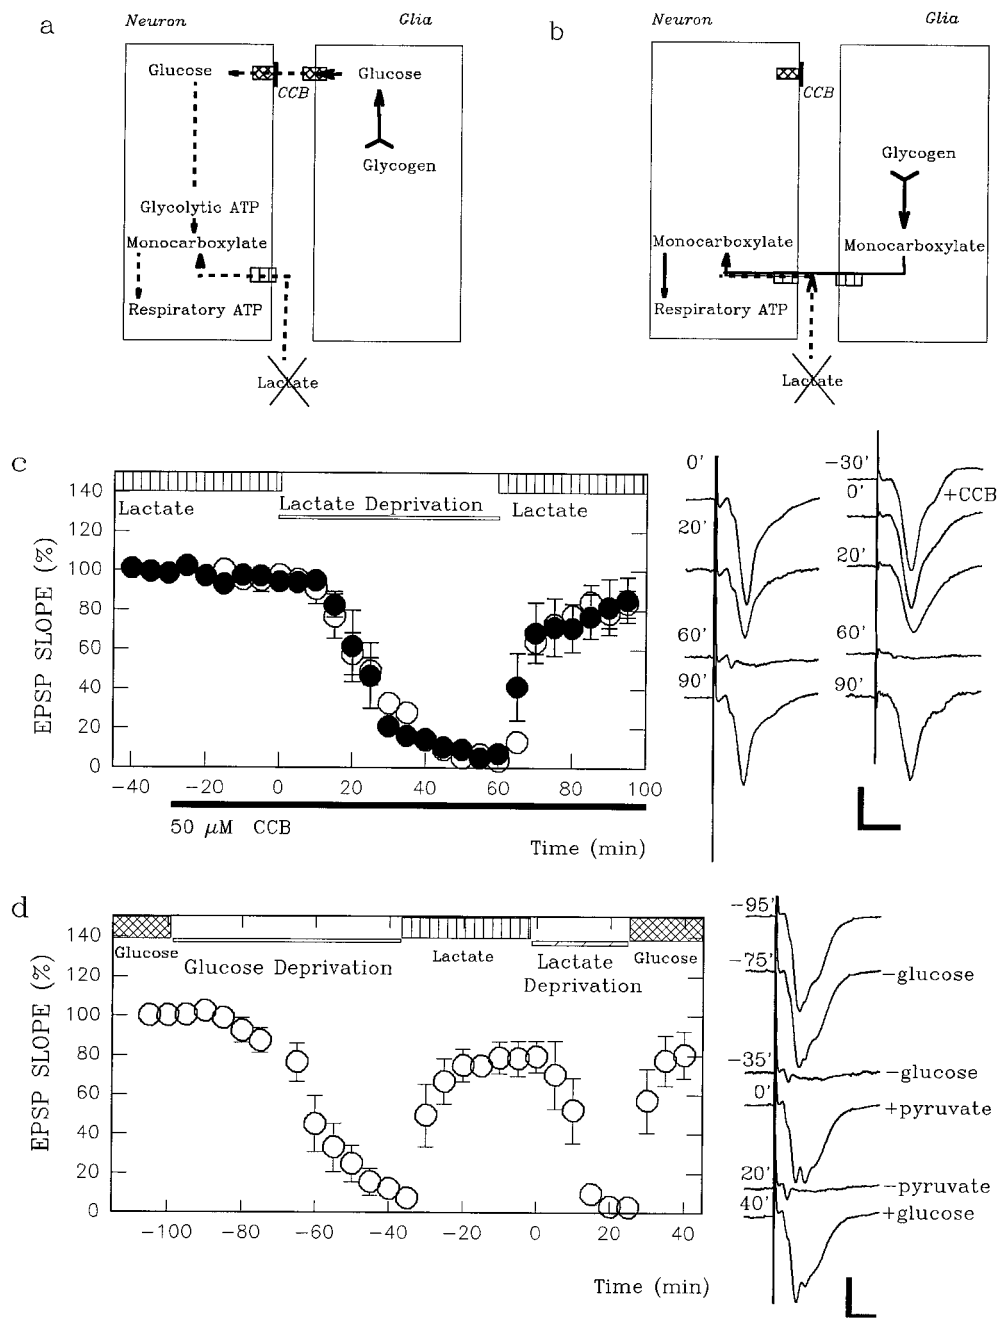 a
Neuron
Glia
Glucose
Glucose
CCB
Glycogen
Glycolytic ATP
Monocarboxylate
Respiratory ATP
Lactate
b
Neuron
Glia
CCB
Glycogen
Monocarboxylate
Monocarboxylate
Respiratory ATP
Lactate
c
EPSP SLOPE (%)
140
120
100
80
60
40
20
0
Lactate
Lactate Deprivation
Lactate
−40 −20 0 20 40 60 80 100
50 μM CCB
Time (min)
0'
20'
60'
90'
−30'
0'
+CCB
20'
60'
90'
d
EPSP SLOPE (%)
140
120
100
80
60
40
20
0
Glucose
Glucose Deprivation
Lactate
Lactate
Deprivation
Glucose
−100 −80 −60 −40 −20 0 20 40
Time (min)
−95'
−75'
−glucose
−35'
−glucose
0'
+pyruvate
20'
−pyruvate
40'
+glucose